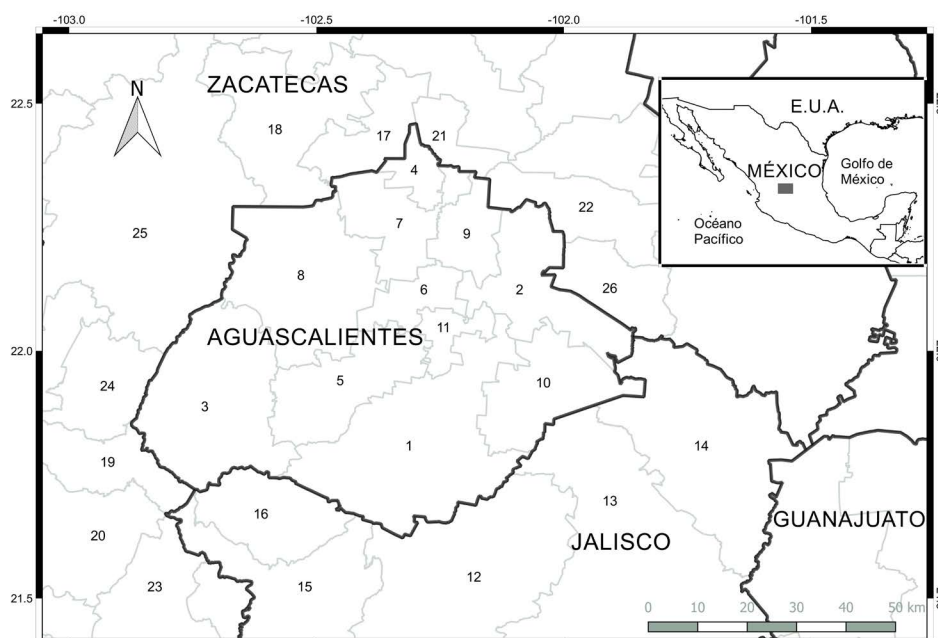 -103.0 -102.5 -102.0 -101.5
N
ZACATECAS
22.5
18 17 21
4
E.U.A.
MÉXICO
Golfo de
México
Océano
Pacífico
25 7 9 22
8 6 2 26
11
AGUASCALIENTES
22.0
24 3 5 10
1 14
19
16 13
GUANAJUATO
20 JALISCO
23 15 12
21.5
0 10 20 30 40 50 km